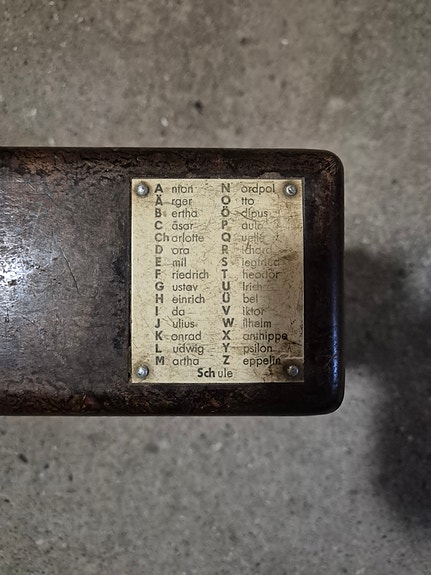 Anton
Ärger
Bertha
Cäsar
Charlotte
Dora
Emil
Friedrich
Gustav
Heinrich
Ida
Julius
Konrad
Ludwig
Martha
Nordpol
Otto
Ödipus
Paula
Quelle
Richard
Siegfried
Theodor
Ulrich
Übel
Viktor
Wilhelm
Xanthippe
Ypsilon
Zeppelin
Schule